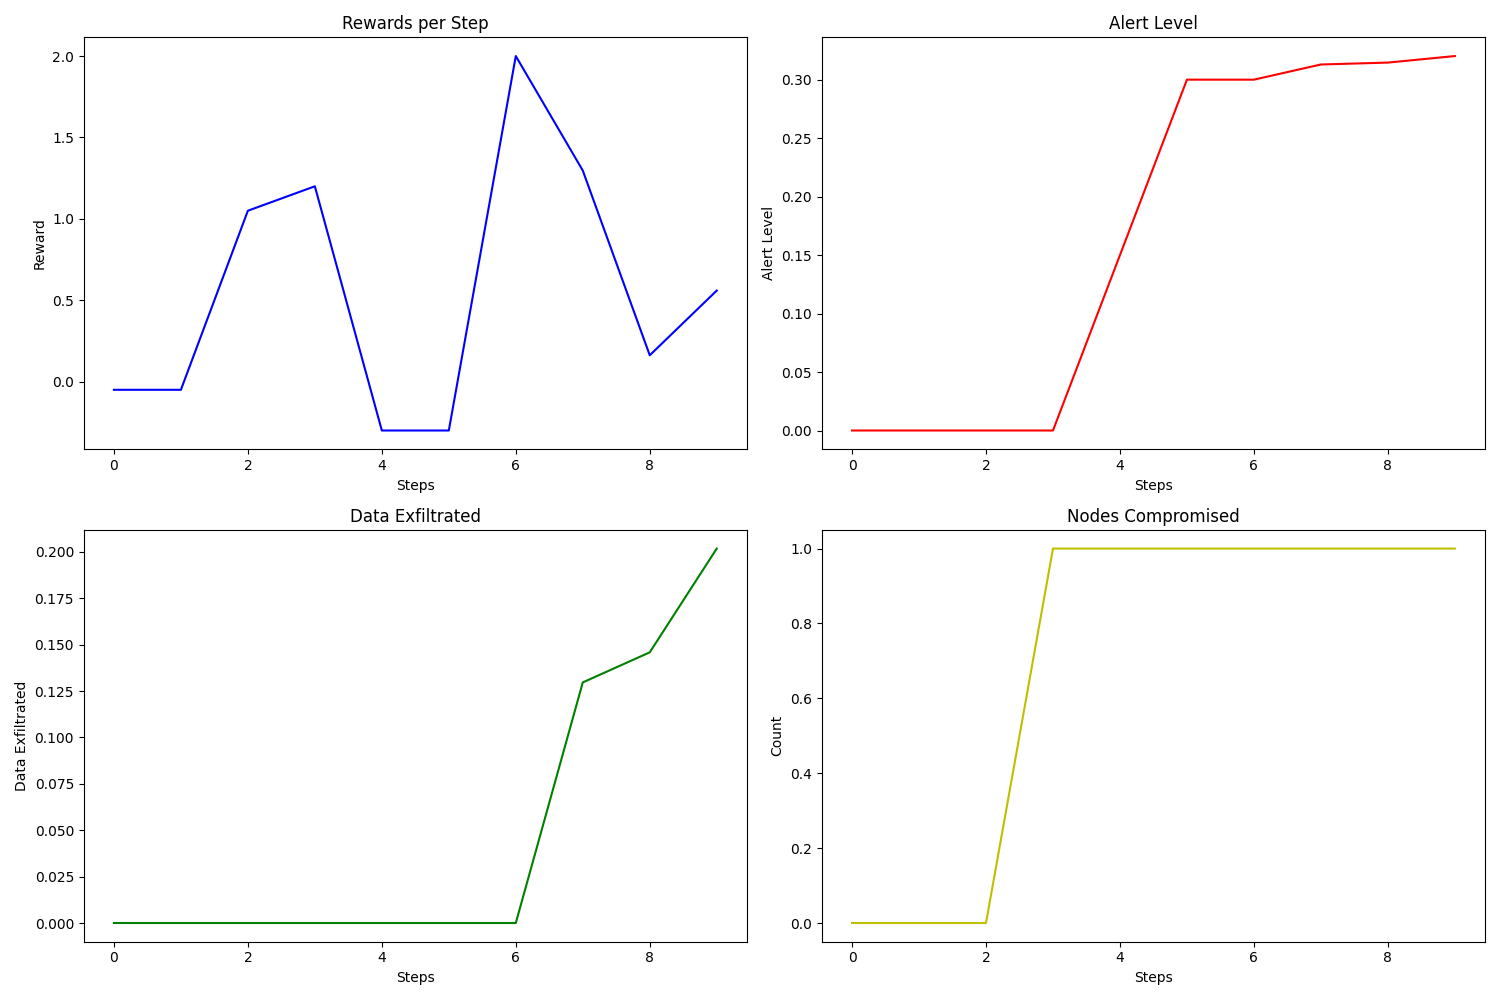 Rewards per Step
2.0
1.5
1.0
0.5
0.0
Reward
0 2 4 6 8
Steps
Alert Level
0.30
0.25
0.20
0.15
0.10
0.05
0.00
Alert Level
0 2 4 6 8
Steps
Data Exfiltrated
0.200
0.175
0.150
0.125
0.100
0.075
0.050
0.025
0.000
Data Exfiltrated
0 2 4 6 8
Steps
Nodes Compromised
1.0
0.8
0.6
0.4
0.2
0.0
Count
0 2 4 6 8
Steps